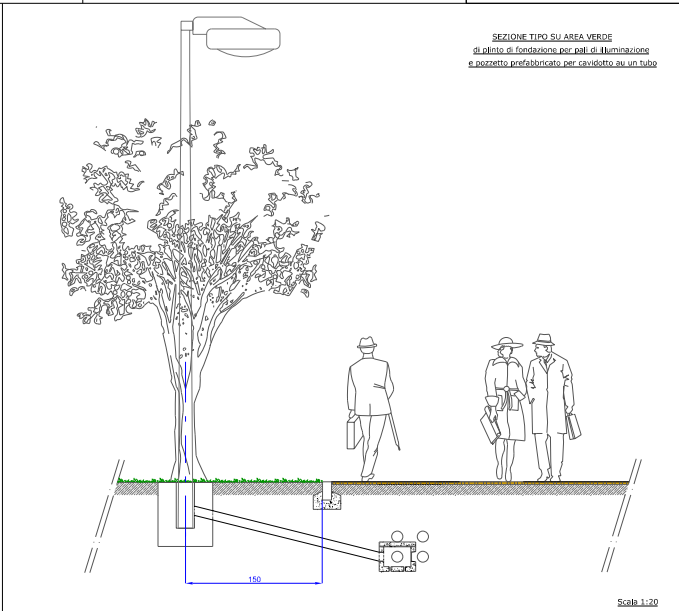 SEZIONE TIPO SU AREA VERDE
di plinto di fondazione per pali di illuminazione
e pozzetto prefabbricato per cavidotto au un tubo
150
Scala 1:20